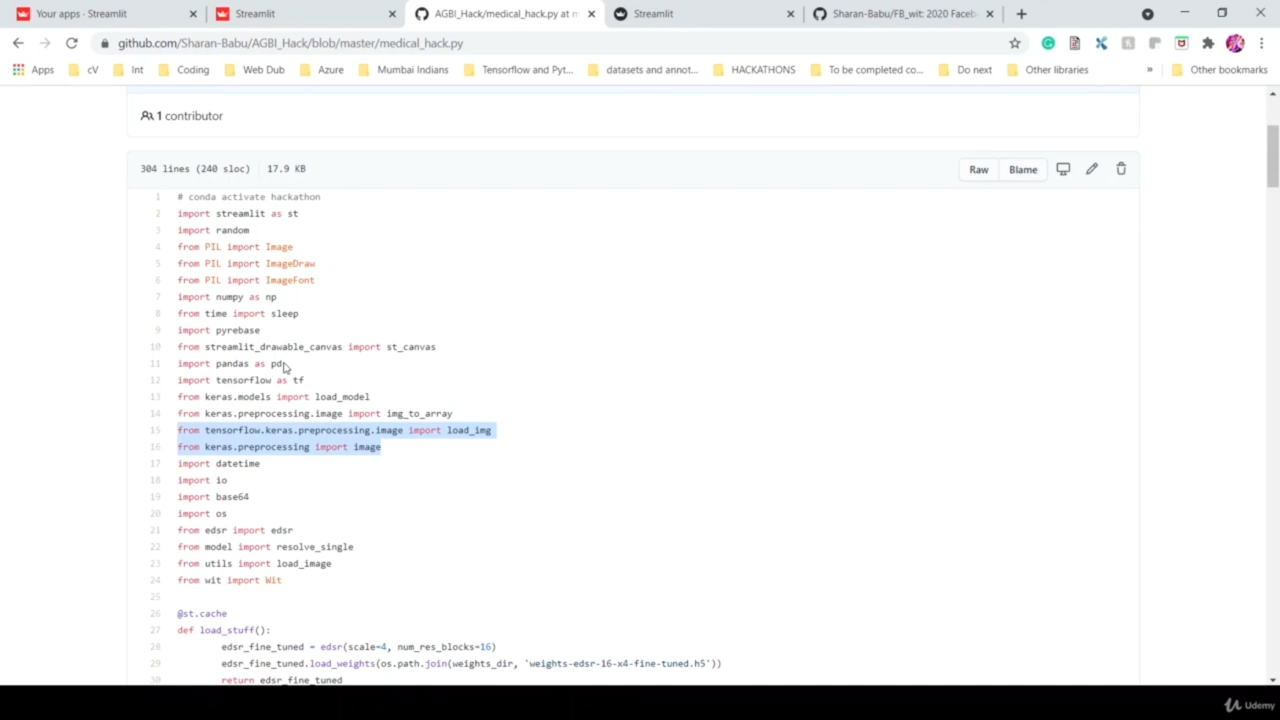 Your apps · Streamlit
Streamlit
AGBI_Hack/medical_hack.py at m
Streamlit
Sharan-Babu/FB_wit: 2020 Faceb
github.com/Sharan-Babu/AGBI_Hack/blob/master/medical_hack.py
Apps cV Int Coding Web Dub Azure Mumbai Indians Tensorflow and Pyt... datasets and annot... HACKATHONS To be completed co... Do next Other libraries » Other bookmarks
1 contributor
304 lines (240 sloc) 17.9 KB Raw Blame
1 # conda activate hackathon
2 import streamlit as st
3 import random
4 from PIL import Image
5 from PIL import ImageDraw
6 from PIL import ImageFont
7 import numpy as np
8 from time import sleep
9 import pyrebase
10 from streamlit_drawable_canvas import st_canvas
11 import pandas as pd
12 import tensorflow as tf
13 from keras.models import load_model
14 from keras.preprocessing.image import img_to_array
15 from tensorflow.keras.preprocessing.image import load_img
16 from keras.preprocessing import image
17 import datetime
18 import io
19 import base64
20 import os
21 from edsr import edsr
22 from model import resolve_single
23 from utils import load_image
24 from wit import Wit
25
26 @st.cache
27 def load_stuff():
28 edsr_fine_tuned = edsr(scale=4, num_res_blocks=16)
29 edsr_fine_tuned.load_weights(os.path.join(weights_dir, 'weights-edsr-16-x4-fine-tuned.h5'))
30 return edsr_fine_tuned
Udemy